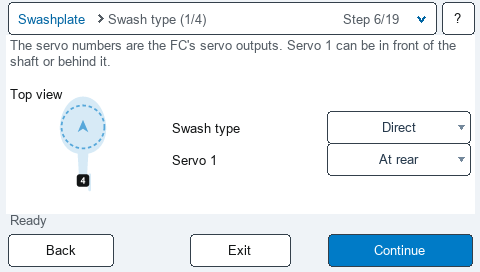 Swashplate > Swash type (1/4) Step 6/19 ?
The servo numbers are the FC's servo outputs. Servo 1 can be in front of the
shaft or behind it.
Top view
Swash type Direct
Servo 1 At rear
4
Ready
Back Exit Continue